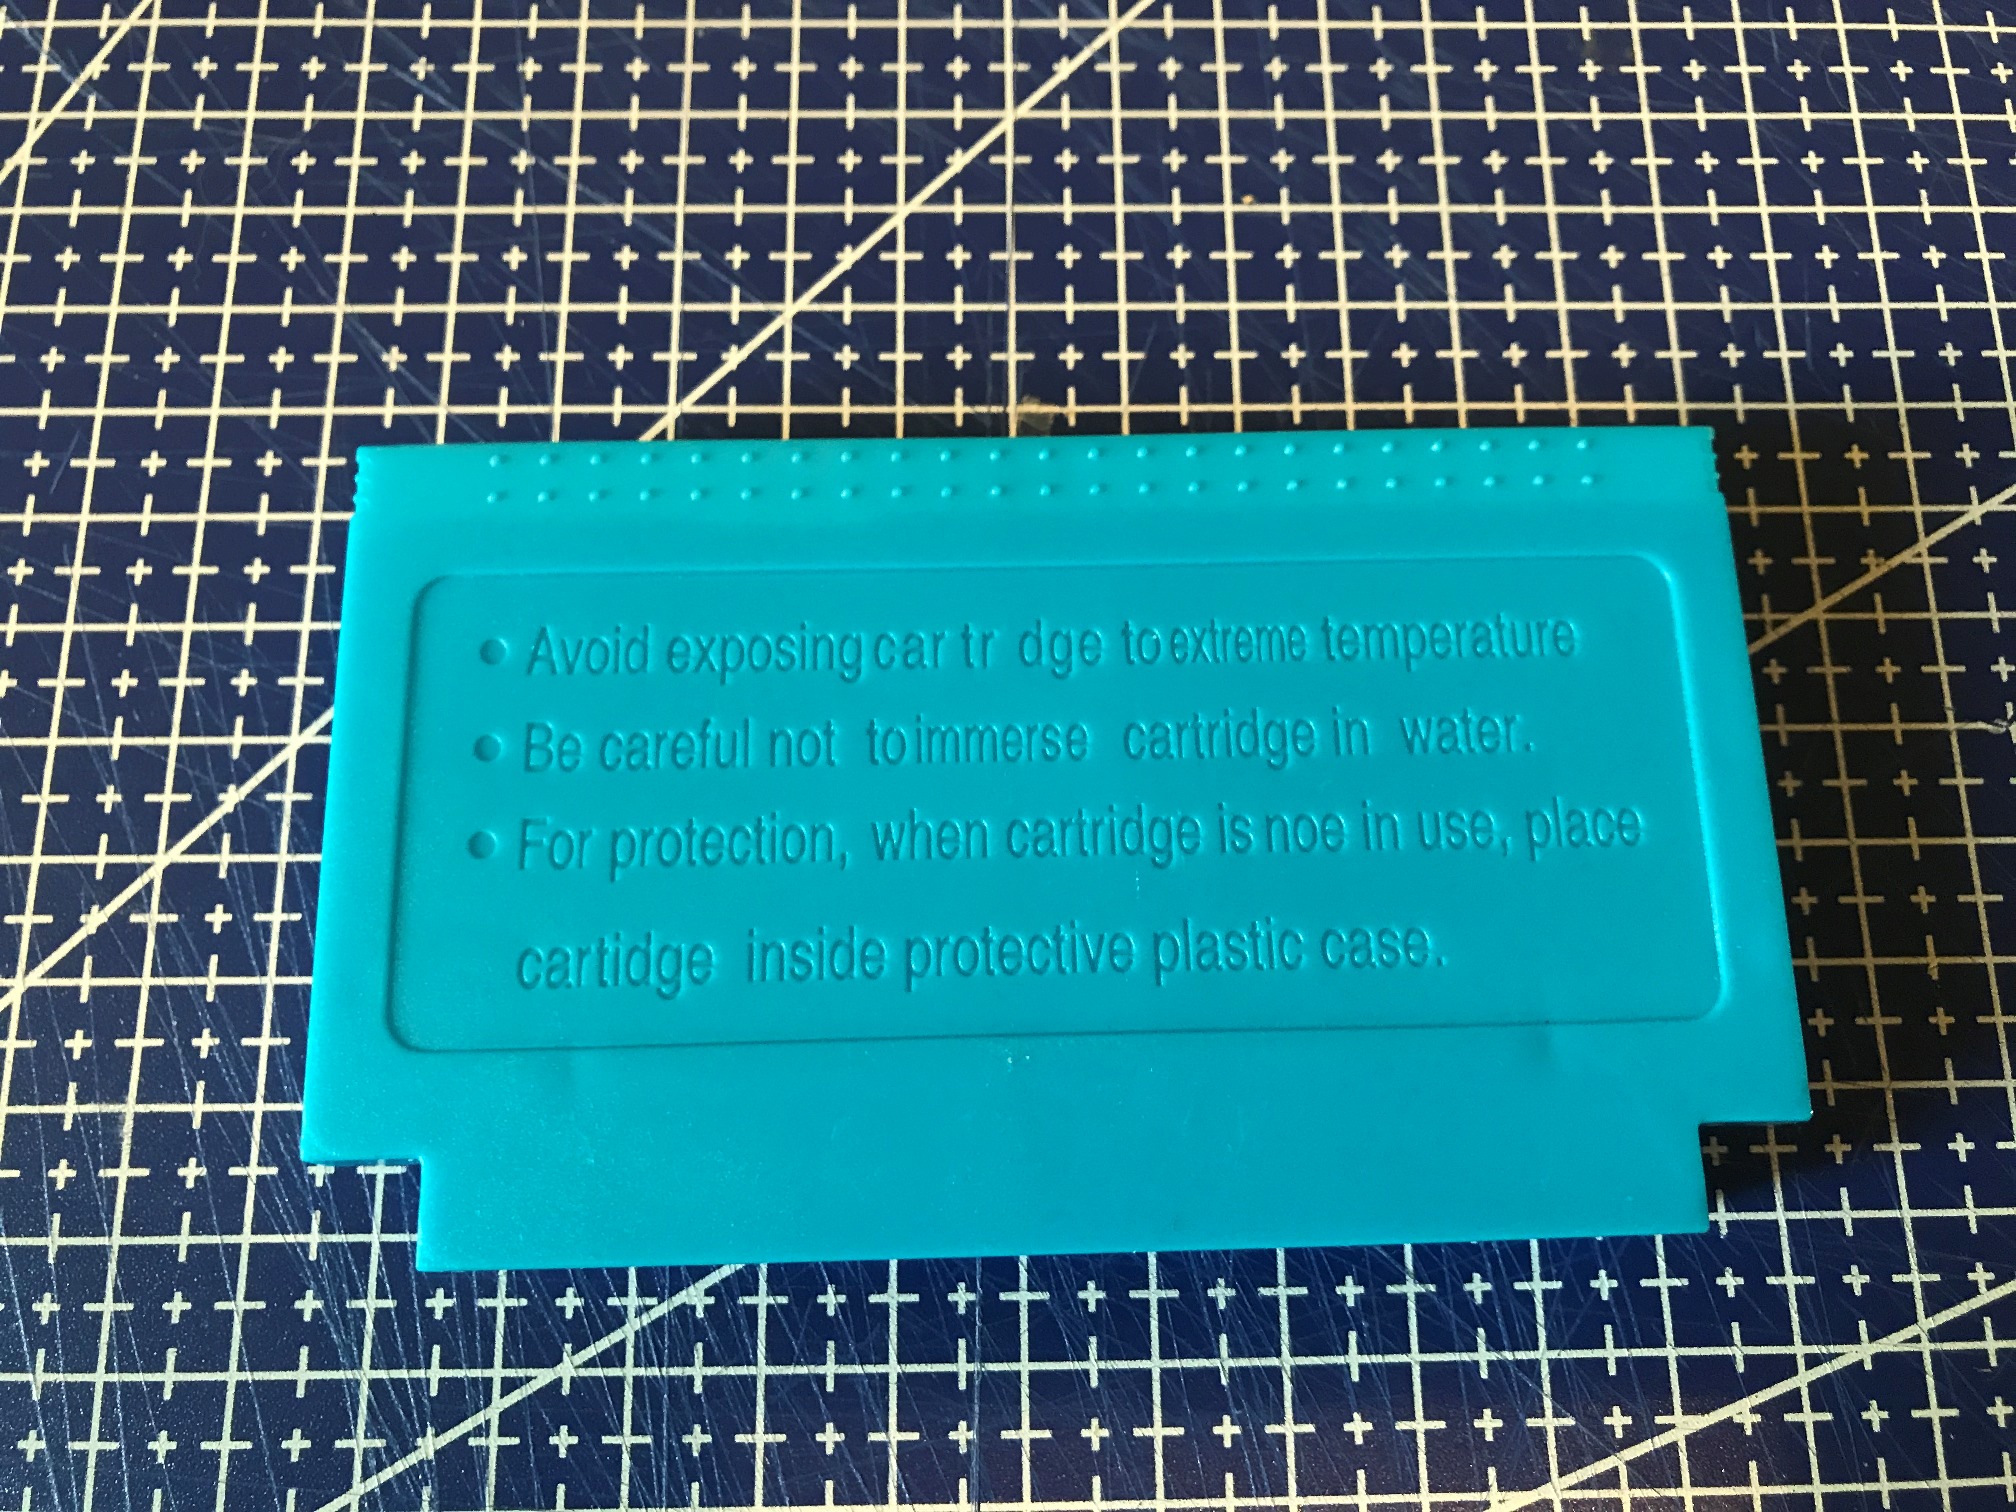 ● Avoid exposing car tr dge to extreme temperature
● Be careful not to immerse cartridge in water.
● For protection, when cartridge is noe in use, place
cartidge inside protective plastic case.